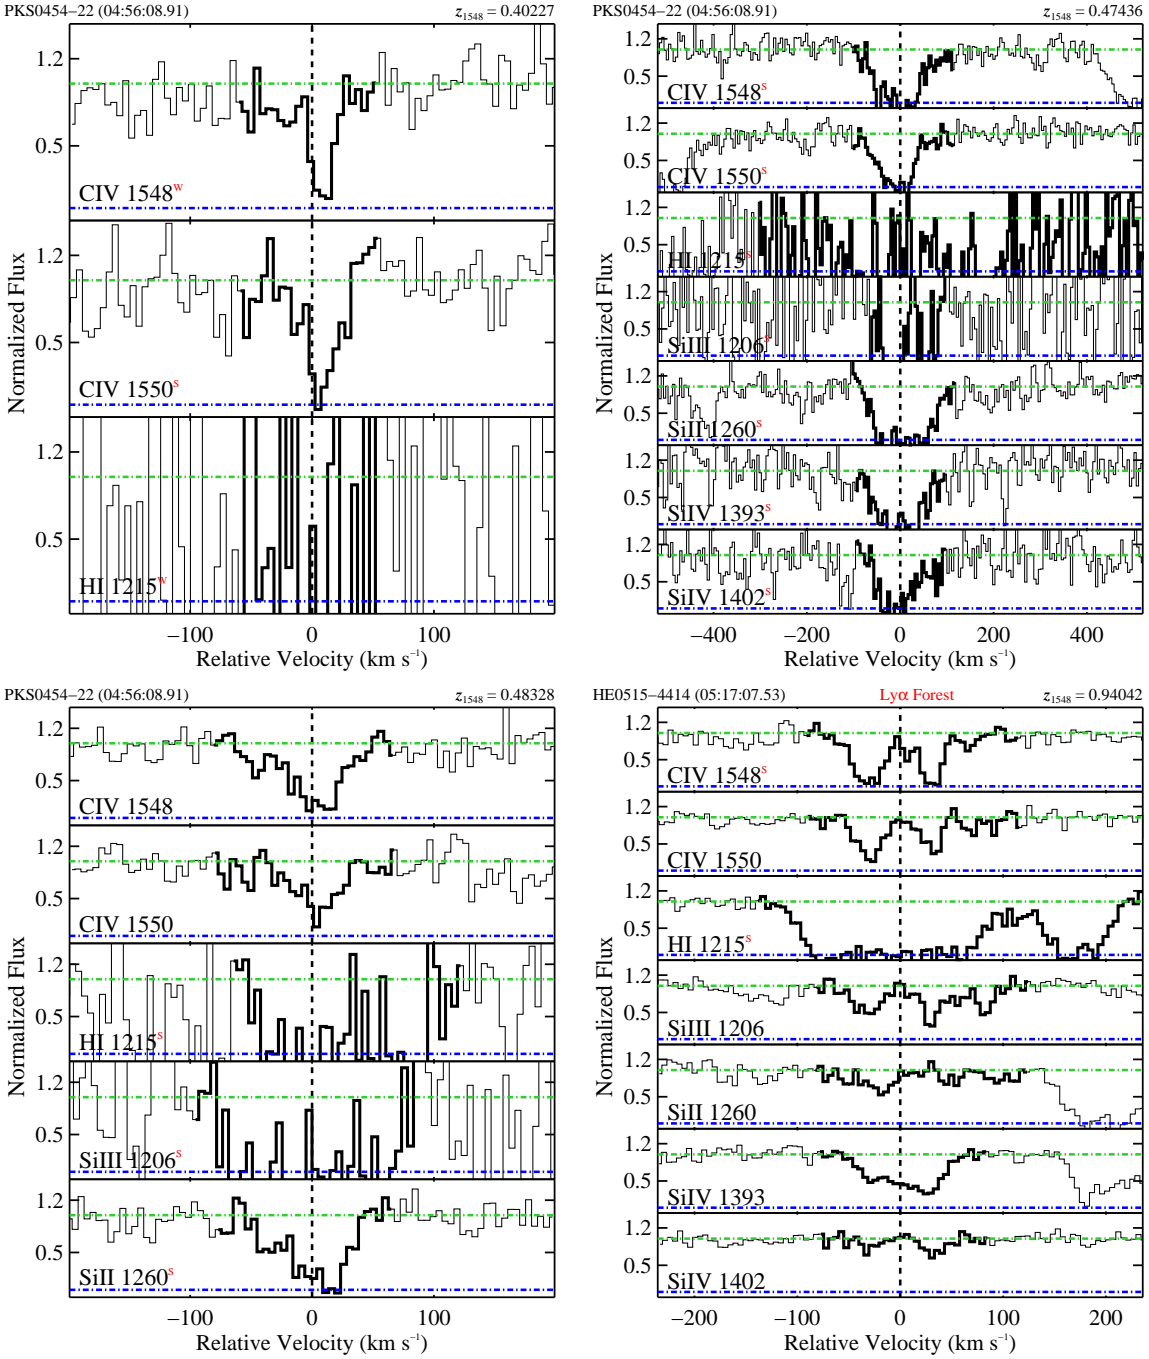 PKS0454−22 (04:56:08.91) z1548 = 0.40227
1.2
0.5
CIV 1548w
1.2
0.5
CIV 1550s
1.2
0.5
HI 1215w
Normalized Flux
−100 0 100
Relative Velocity (km s−1)
PKS0454−22 (04:56:08.91) z1548 = 0.47436
1.2
0.5
CIV 1548s
1.2
0.5
CIV 1550s
1.2
0.5
HI 1215s
1.2
0.5
SiIII 1206s
1.2
0.5
SiII 1260s
1.2
0.5
SiIV 1393s
1.2
0.5
SiIV 1402s
Normalized Flux
−400 −200 0 200 400
Relative Velocity (km s−1)
PKS0454−22 (04:56:08.91) z1548 = 0.48328
1.2
0.5
CIV 1548
1.2
0.5
CIV 1550
1.2
0.5
HI 1215s
1.2
0.5
SiIII 1206s
1.2
0.5
SiII 1260s
Normalized Flux
−100 0 100
Relative Velocity (km s−1)
HE0515−4414 (05:17:07.53) Lyα Forest z1548 = 0.94042
1.2
0.5
CIV 1548s
1.2
0.5
CIV 1550
1.2
0.5
HI 1215s
1.2
0.5
SiIII 1206
1.2
0.5
SiII 1260
1.2
0.5
SiIV 1393
1.2
0.5
SiIV 1402
Normalized Flux
−200 −100 0 100 200
Relative Velocity (km s−1)